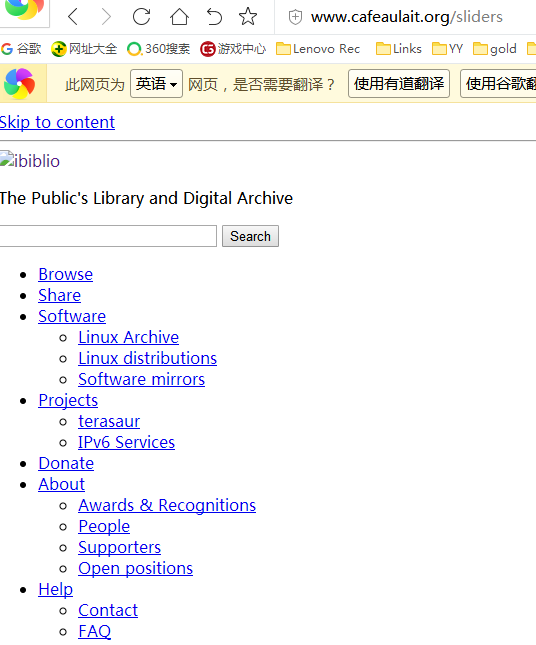 www.cafeaulait.org/sliders
谷歌 网址大全 360搜索 游戏中心 Lenovo Rec Links YY gold
此网页为 英语 网页，是否需要翻译？ 使用有道翻译 使用谷歌翻
Skip to content
ibiblio
The Public's Library and Digital Archive
Search
Browse
Share
Software
Linux Archive
Linux distributions
Software mirrors
Projects
terasaur
IPv6 Services
Donate
About
Awards & Recognitions
People
Supporters
Open positions
Help
Contact
FAQ